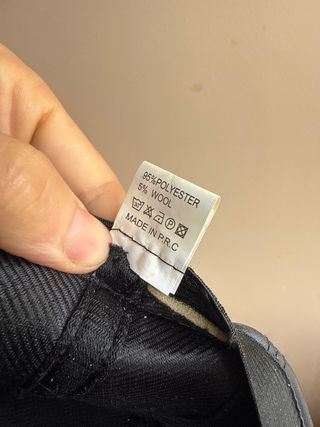 95%POLYESTER
5% WOOL
P
MADE IN P.R.C